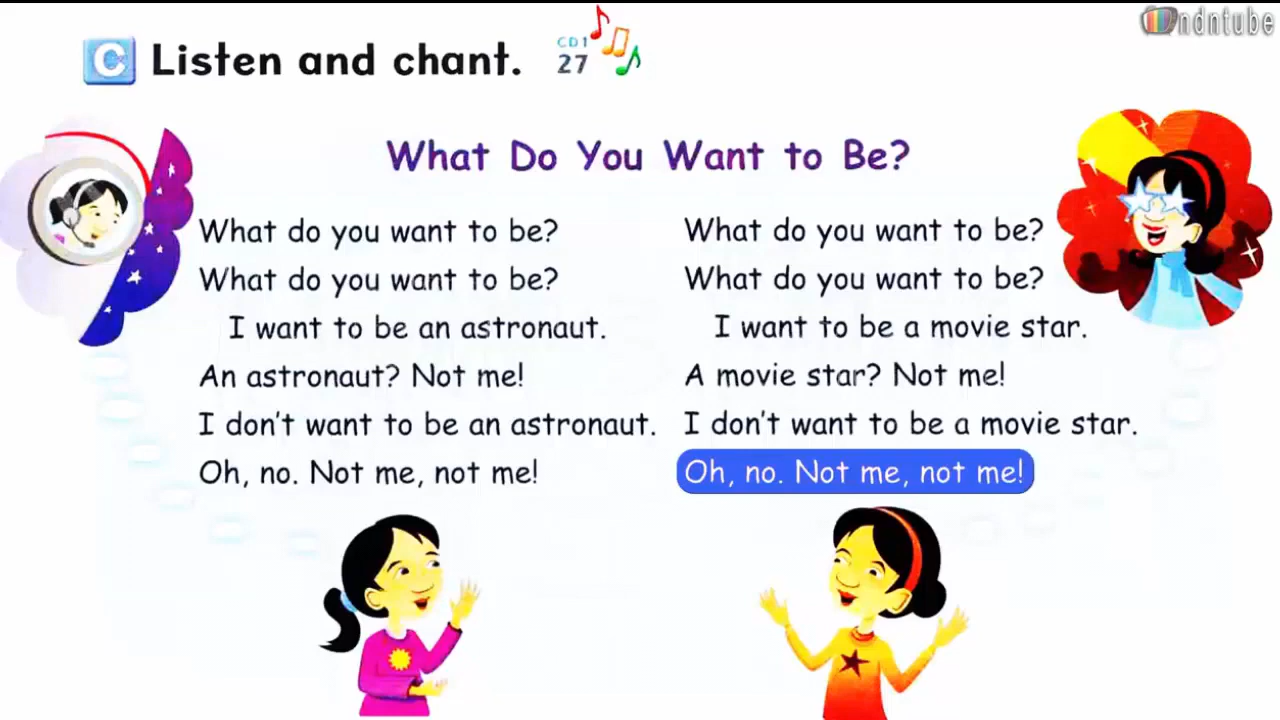 ndntube
C Listen and chant.
CD1
27
What Do You Want to Be?
What do you want to be?
What do you want to be?
I want to be an astronaut.
An astronaut? Not me!
I don't want to be an astronaut.
Oh, no. Not me, not me!
What do you want to be?
What do you want to be?
I want to be a movie star.
A movie star? Not me!
I don't want to be a movie star.
Oh, no. Not me, not me!